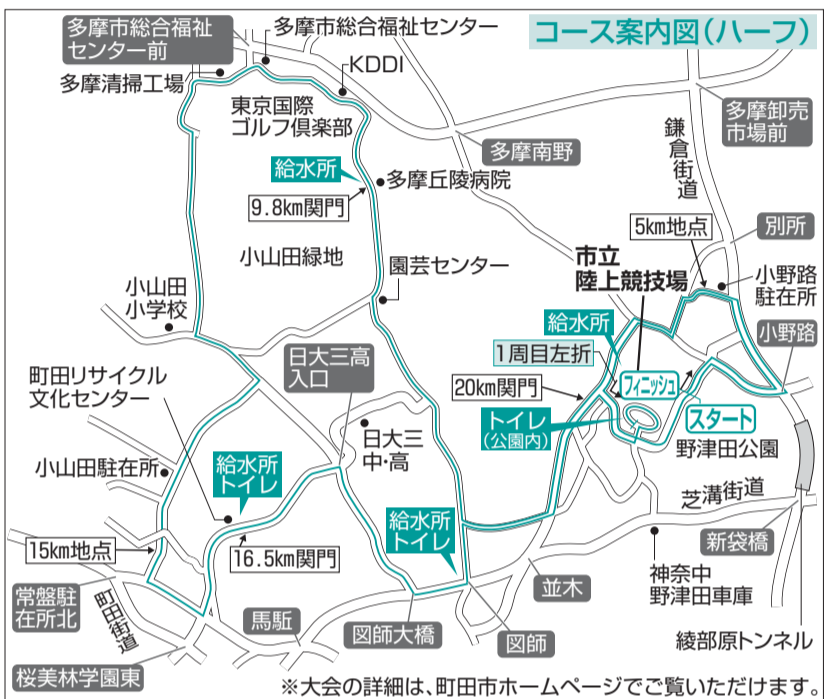 コース案内図(ハーフ)
多摩市総合福祉
センター前
多摩市総合福祉センター
多摩清掃工場
KDDI
東京国際
ゴルフ倶楽部
多摩南野
多摩卸売
市場前
鎌倉街道
給水所
多摩丘陵病院
9.8km関門
小山田緑地
園芸センター
5km地点
別所
市立
陸上競技場
小野路
駐在所
小山田
小学校
給水所
小野路
1周目左折
日大三高
入口
20km関門
フィニッシュ
スタート
町田リサイクル
文化センター
トイレ
(公園内)
野津田公園
日大三
中・高
小山田駐在所
給水所
トイレ
芝溝街道
給水所
トイレ
新袋橋
15km地点
16.5km関門
神奈中
野津田車庫
並木
常盤駐
在所北
町田街道
馬駈
図師大橋
図師
綾部原トンネル
桜美林学園東
※大会の詳細は、町田市ホームページでご覧いただけます。